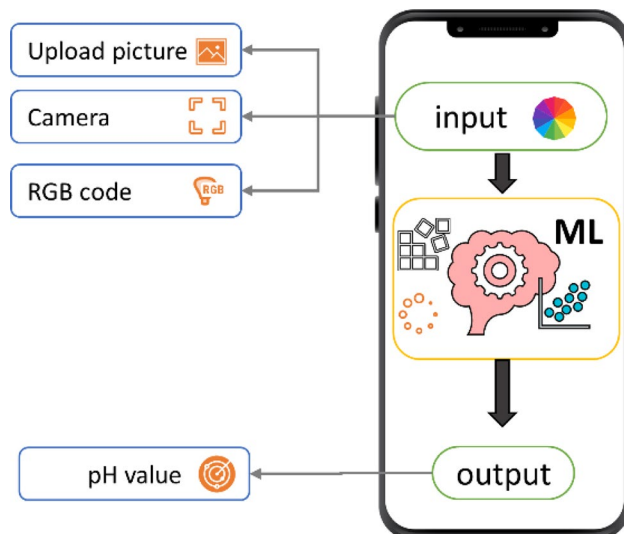 Upload picture
Camera
RGB code
RGB
input
ML
pH value
output